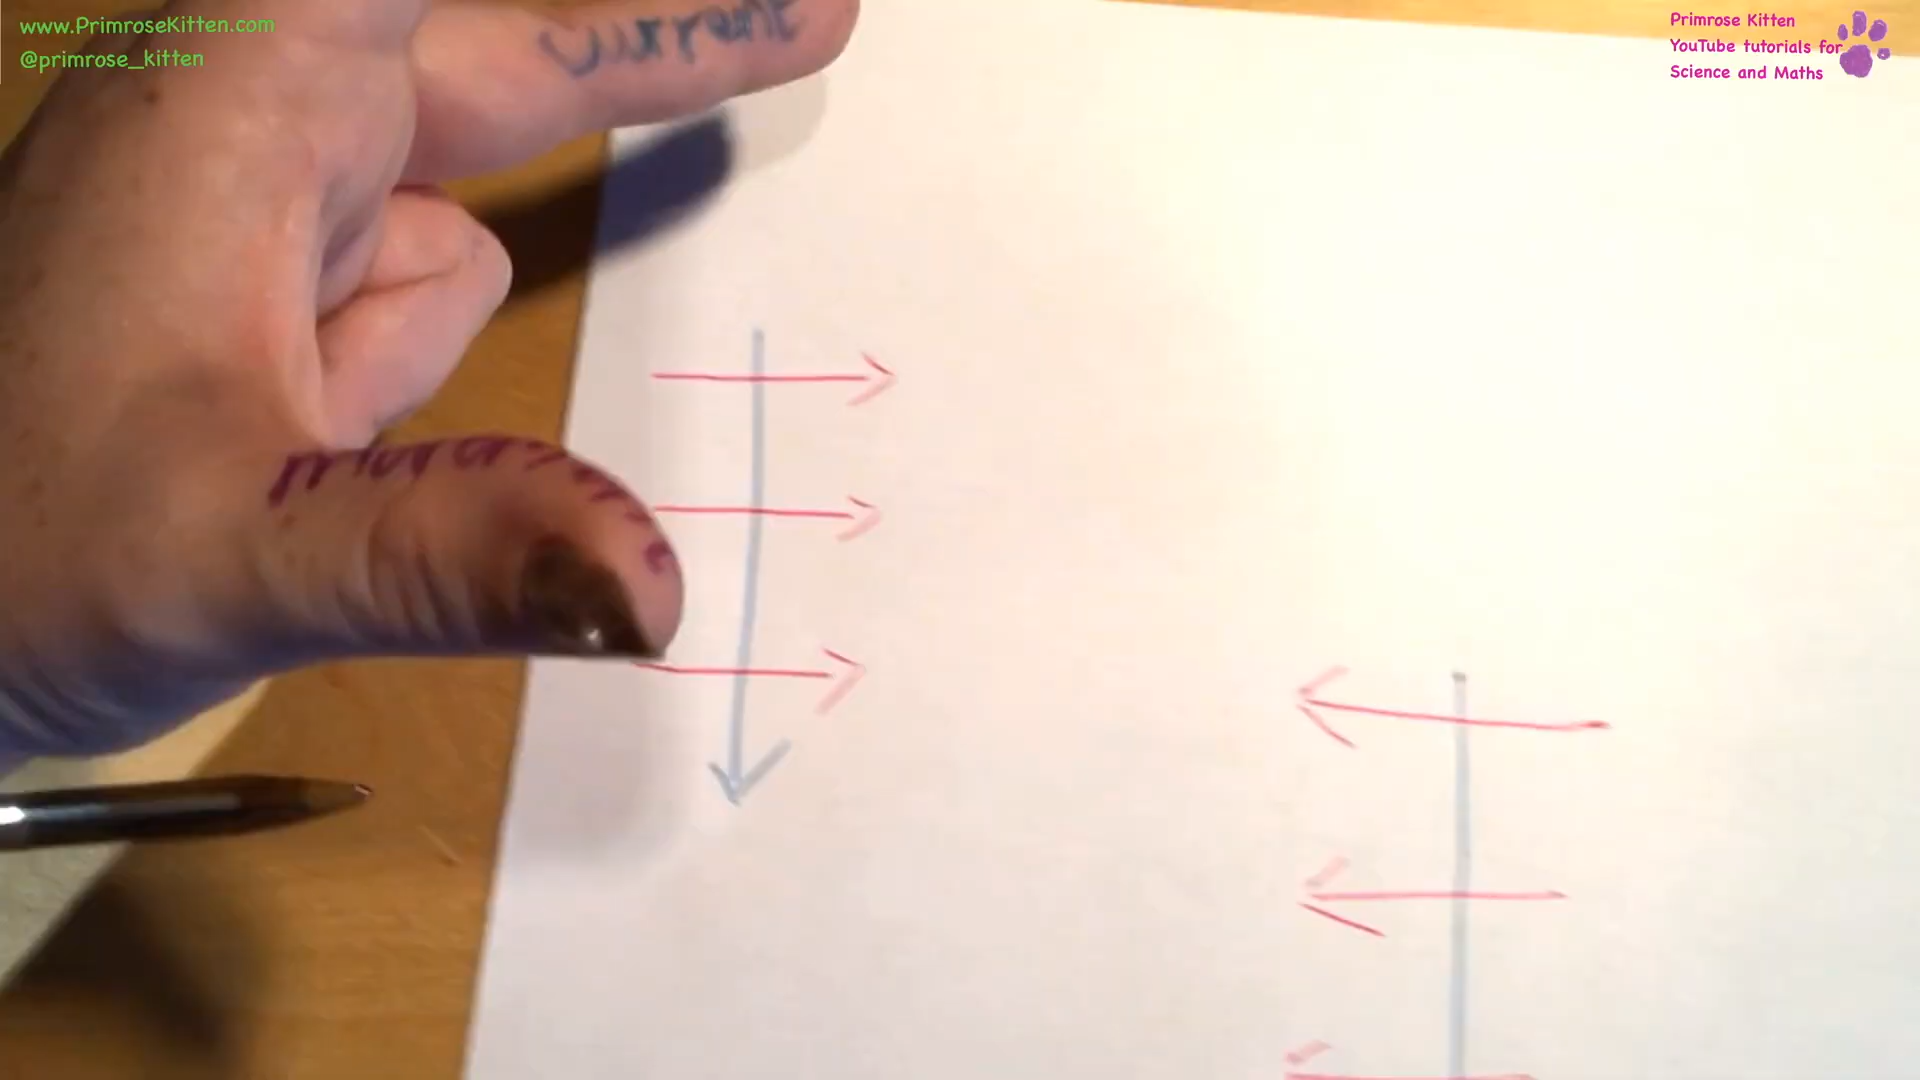 www.PrimroseKitten.com
@primrose_kitten
Primrose Kitten
YouTube tutorials for
Science and Maths
current